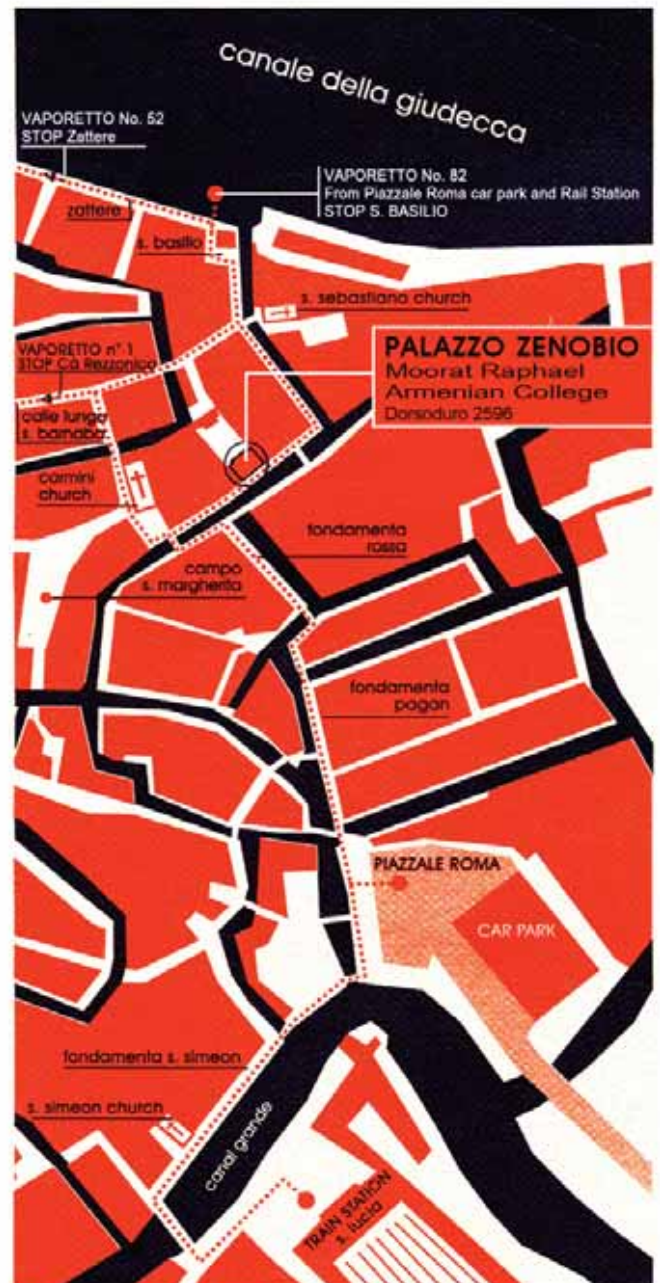 canale della giudecca
VAPORETTO No. 52
STOP Zattere
VAPORETTO No. 82
From Piazzale Roma car park and Rail Station
STOP S. BASILIO
zattere
s. basilio
s. sebastiano church
VAPORETTO n° 1
STOP Cà Rezzonico
PALAZZO ZENOBIO
Moorat Raphael
Armenian College
Dorsoduro 2596
calle lunga
s. barnaba
carmini
church
fondamenta
rossa
campo
s. margherita
fondamenta
pagan
PIAZZALE ROMA
CAR PARK
fondamenta s. simeon
s. simeon church
canal grande
TRAIN STATION
s. lucia